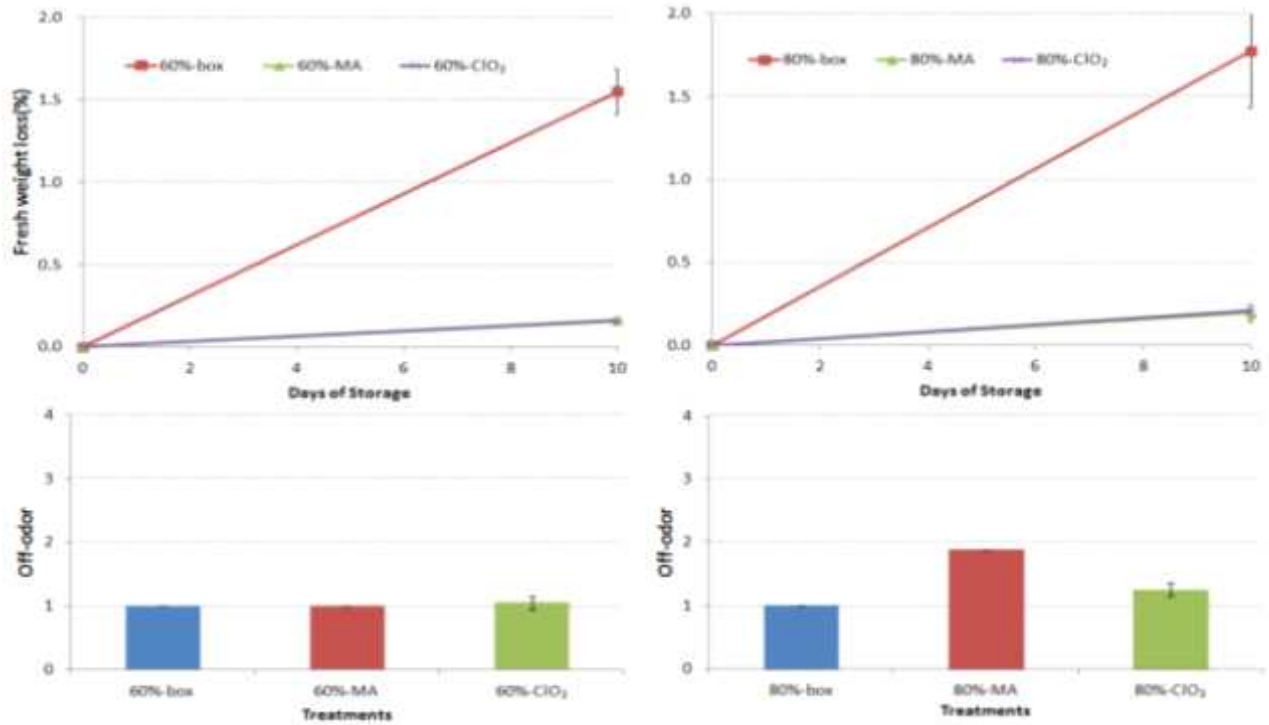 2.0
1.5
1.0
0.5
0.0
Fresh weight loss(%)
60%-box 60%-MA 60%-ClO₂
0 2 4 6 8 10
Days of Storage
2.0
1.5
1.0
0.5
0.0
80%-box 80%-MA 80%-ClO₂
0 2 4 6 8 10
Days of Storage
4
3
2
1
0
Off-odor
60%-box 60%-MA 60%-ClO₂
Treatments
4
3
2
1
0
Off-odor
80%-box 80%-MA 80%-ClO₂
Treatments